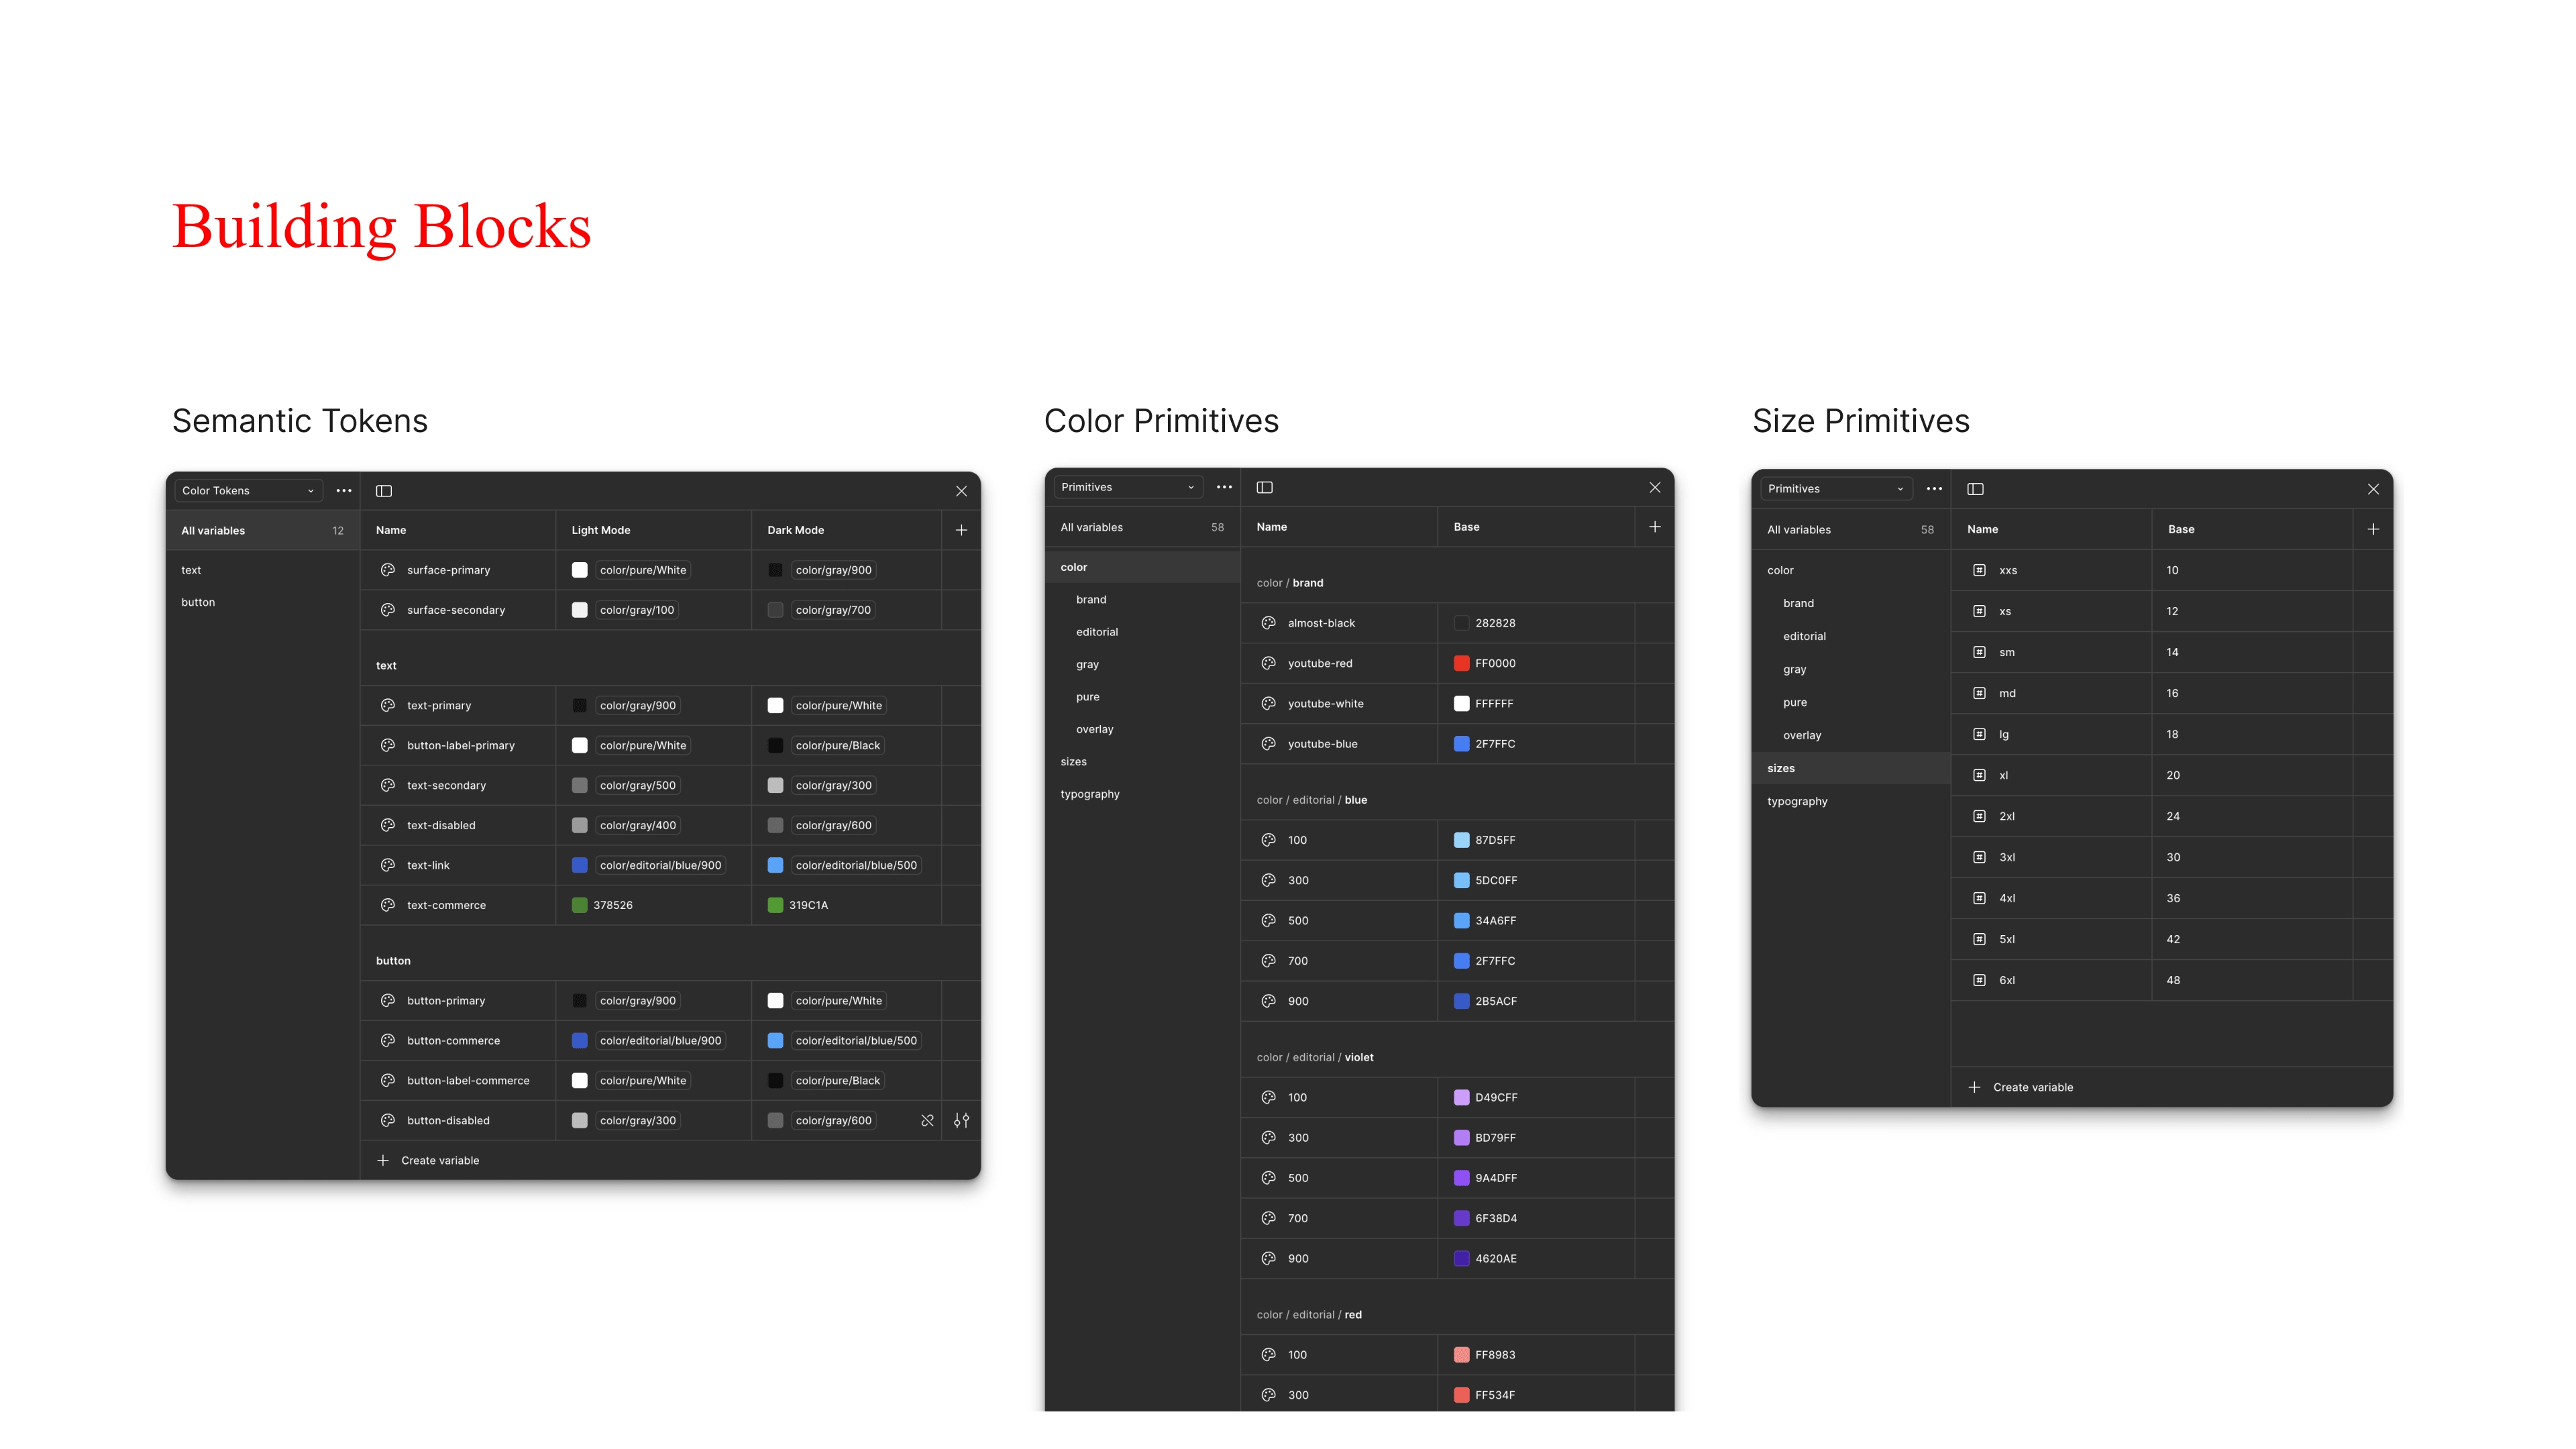 Building Blocks
Semantic Tokens
Color Tokens
All variables 12
text
button
Name Light Mode Dark Mode
surface-primary color/pure/White color/gray/900
surface-secondary color/gray/100 color/gray/700
text
text-primary color/gray/900 color/pure/White
button-label-primary color/pure/White color/pure/Black
text-secondary color/gray/500 color/gray/300
text-disabled color/gray/400 color/gray/600
text-link color/editorial/blue/900 color/editorial/blue/500
text-commerce 378526 319C1A
button
button-primary color/gray/900 color/pure/White
button-commerce color/editorial/blue/900 color/editorial/blue/500
button-label-commerce color/pure/White color/pure/Black
button-disabled color/gray/300 color/gray/600
Create variable
Color Primitives
Primitives
All variables 58
color
brand
editorial
gray
pure
overlay
sizes
typography
Name Base
color / brand
almost-black 282828
youtube-red FF0000
youtube-white FFFFFF
youtube-blue 2F7FFC
color / editorial / blue
100 87D5FF
300 5DC0FF
500 34A6FF
700 2F7FFC
900 2B5ACF
color / editorial / violet
100 D49CFF
300 BD79FF
500 9A4DFF
700 6F38D4
900 4620AE
color / editorial / red
100 FF8983
300 FF534F
Size Primitives
Primitives
All variables 58
color
brand
editorial
gray
pure
overlay
sizes
typography
Name Base
xxs 10
xs 12
sm 14
md 16
lg 18
xl 20
2xl 24
3xl 30
4xl 36
5xl 42
6xl 48
Create variable